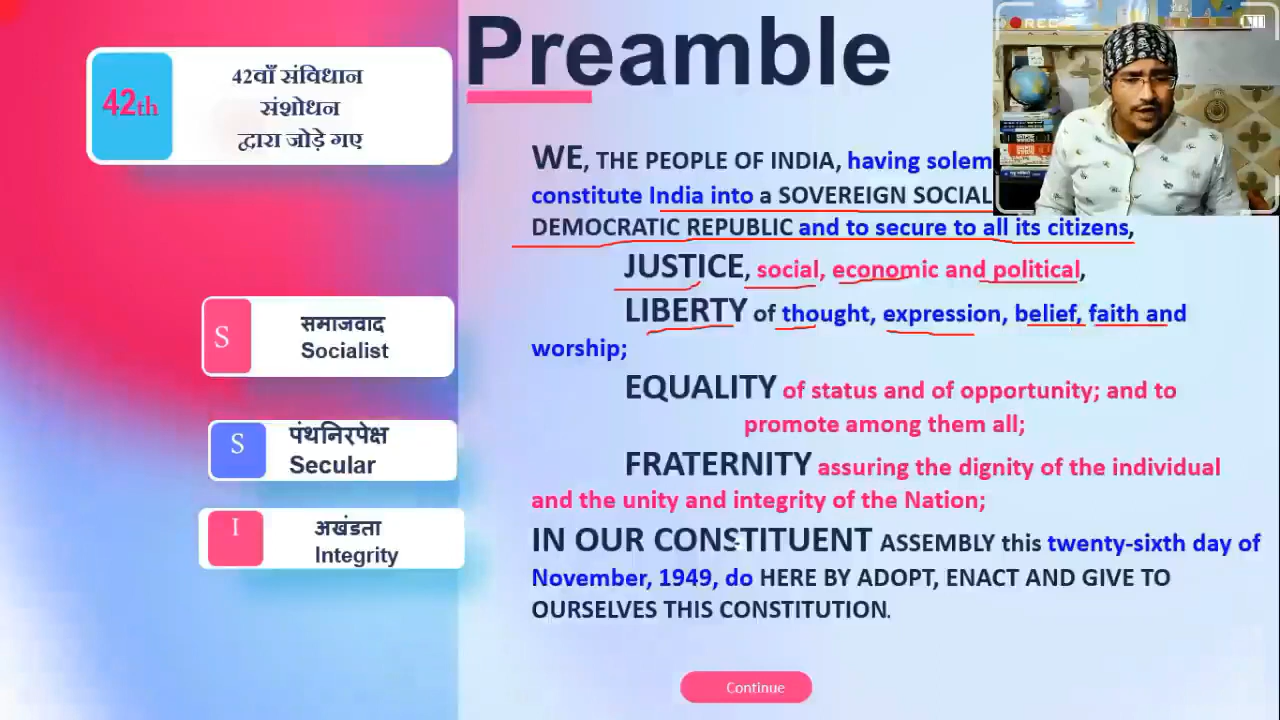 Preamble
REC
42th
42वाँ संविधान
संशोधन
द्वारा जोड़े गए
WE, THE PEOPLE OF INDIA, having solem
constitute India into a SOVEREIGN SOCIAL
DEMOCRATIC REPUBLIC and to secure to all its citizens,
JUSTICE, social, economic and political,
LIBERTY of thought, expression, belief, faith and
worship;
EQUALITY of status and of opportunity; and to
promote among them all;
FRATERNITY assuring the dignity of the individual
and the unity and integrity of the Nation;
IN OUR CONSTITUENT ASSEMBLY this twenty-sixth day of
November, 1949, do HERE BY ADOPT, ENACT AND GIVE TO
OURSELVES THIS CONSTITUTION.
S
समाजवाद
Socialist
S
पंथनिरपेक्ष
Secular
I
अखंडता
Integrity
Continue